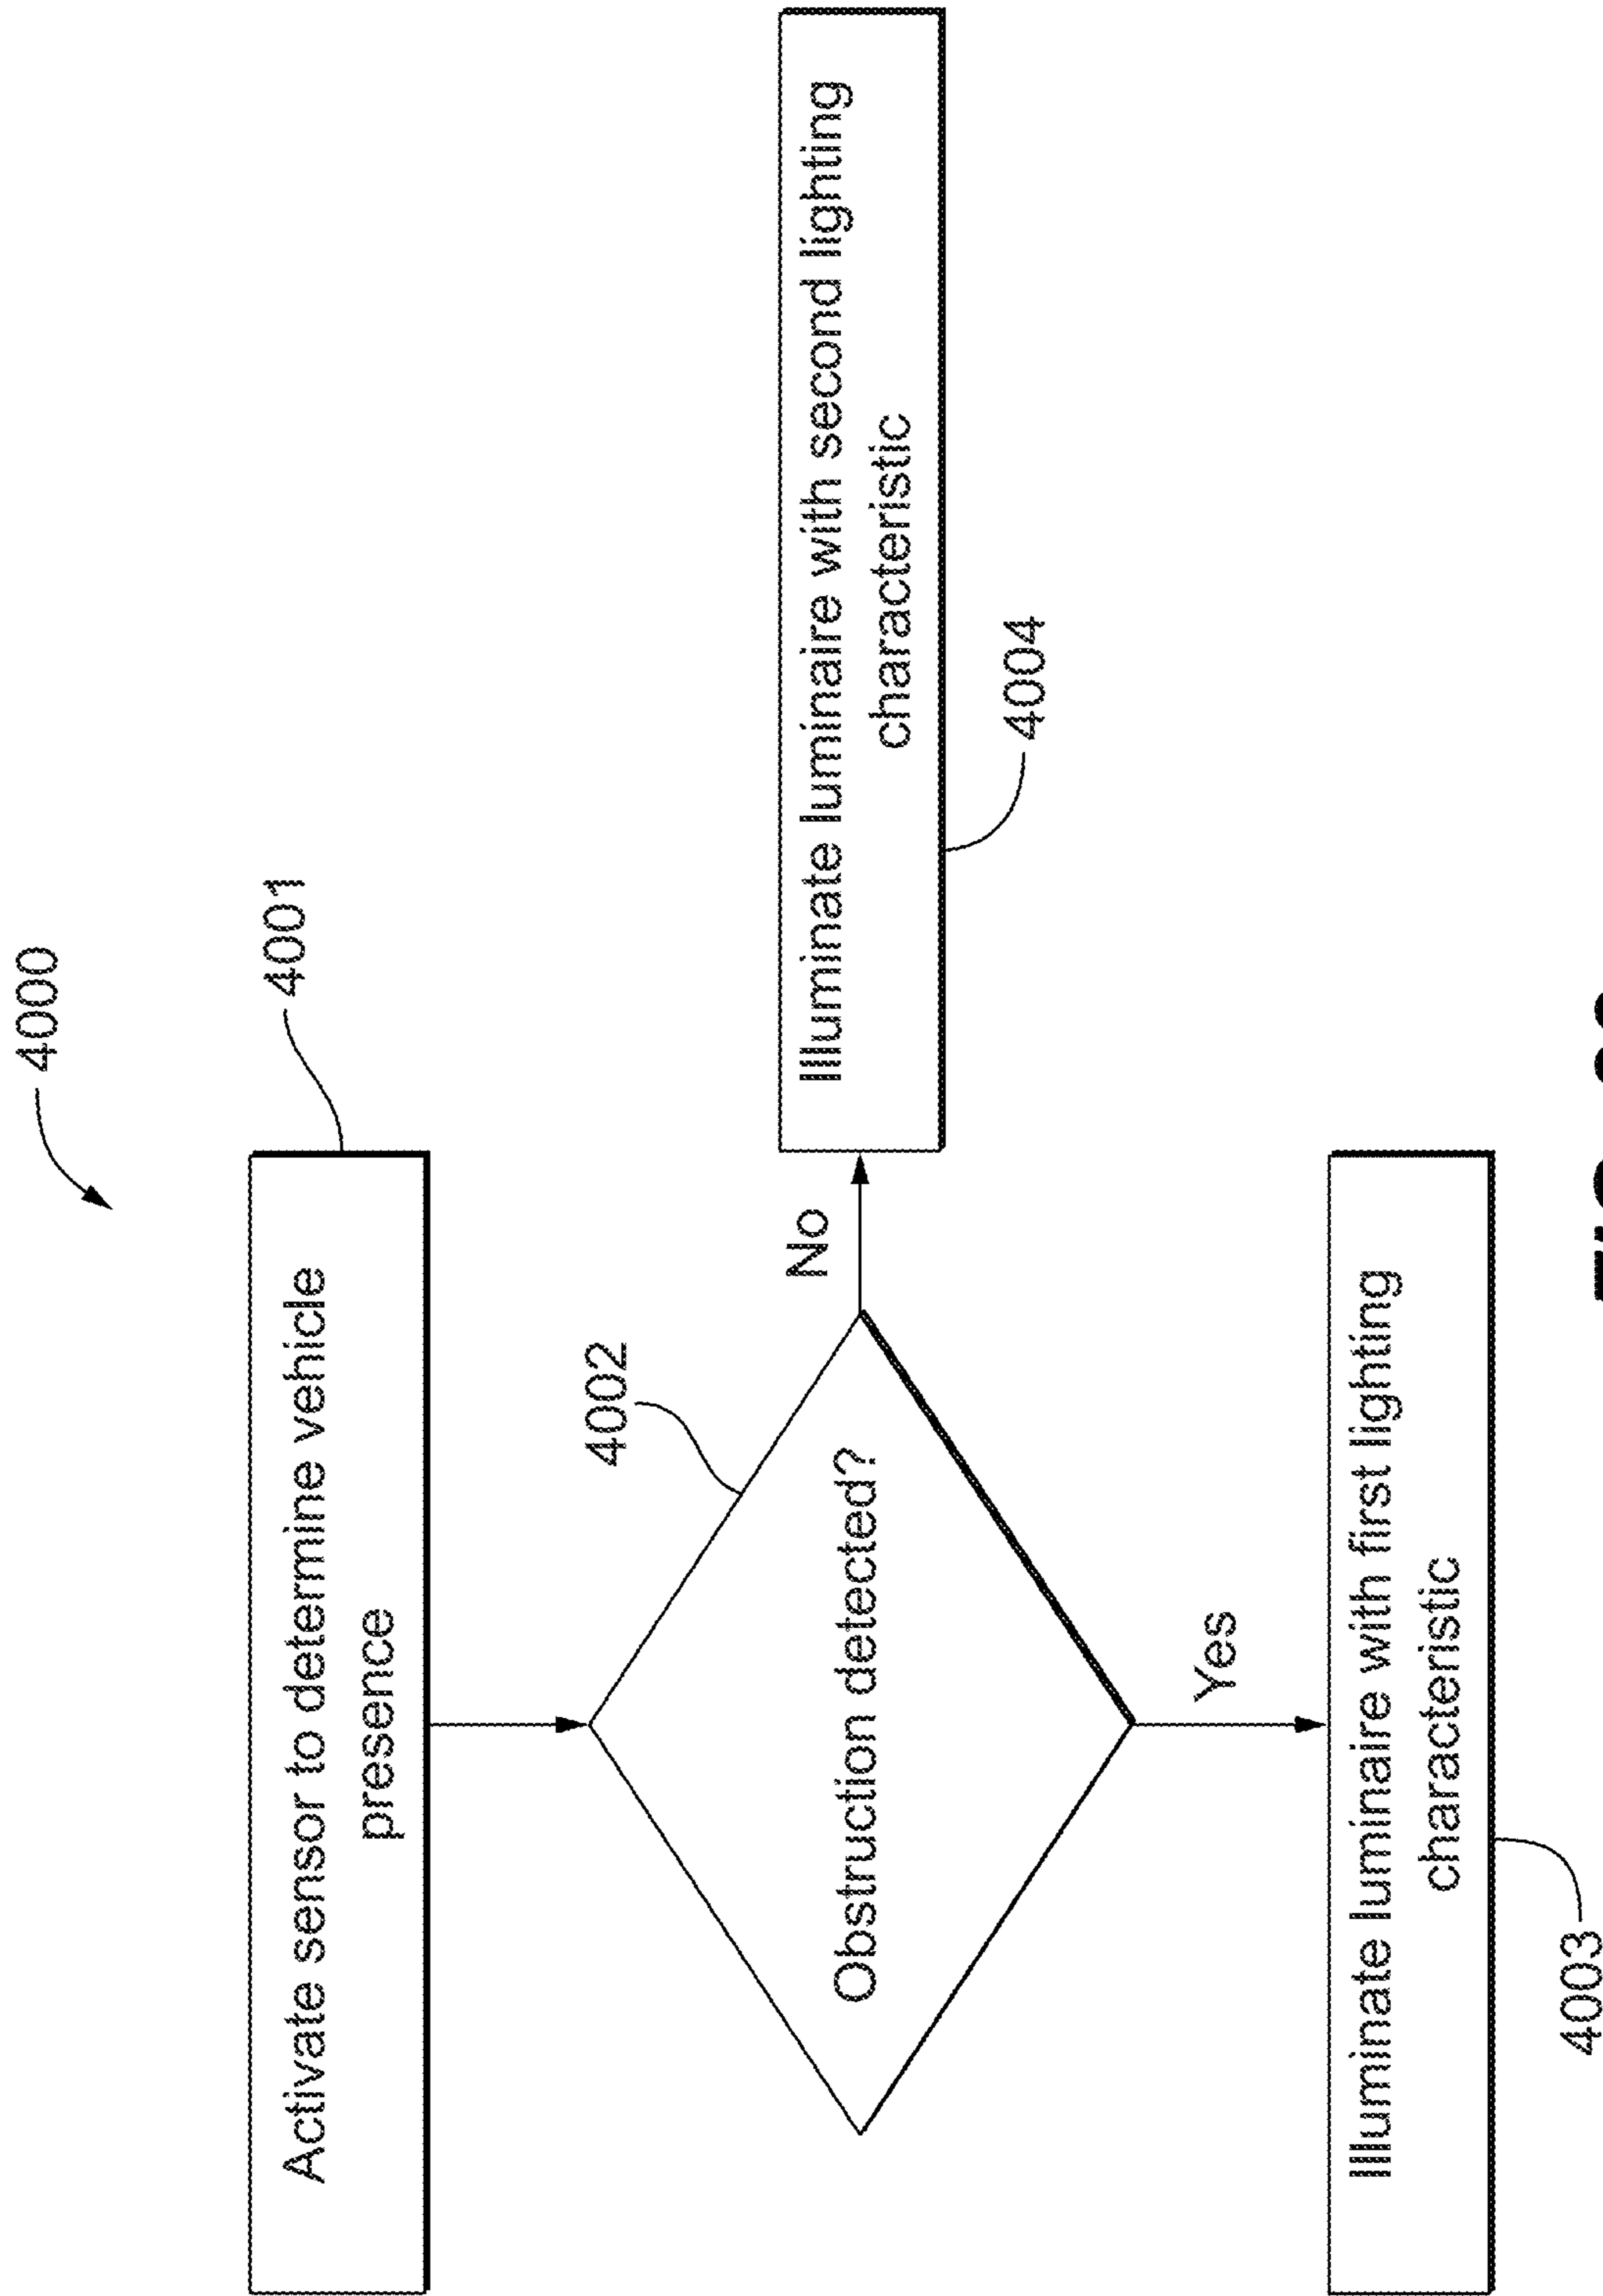 4000
4001
Activate sensor to determine vehicle
presence
4002
Obstruction detected?
No
Illuminate luminaire with second lighting
characteristic
4004
Yes
Illuminate luminaire with first lighting
characteristic
4003